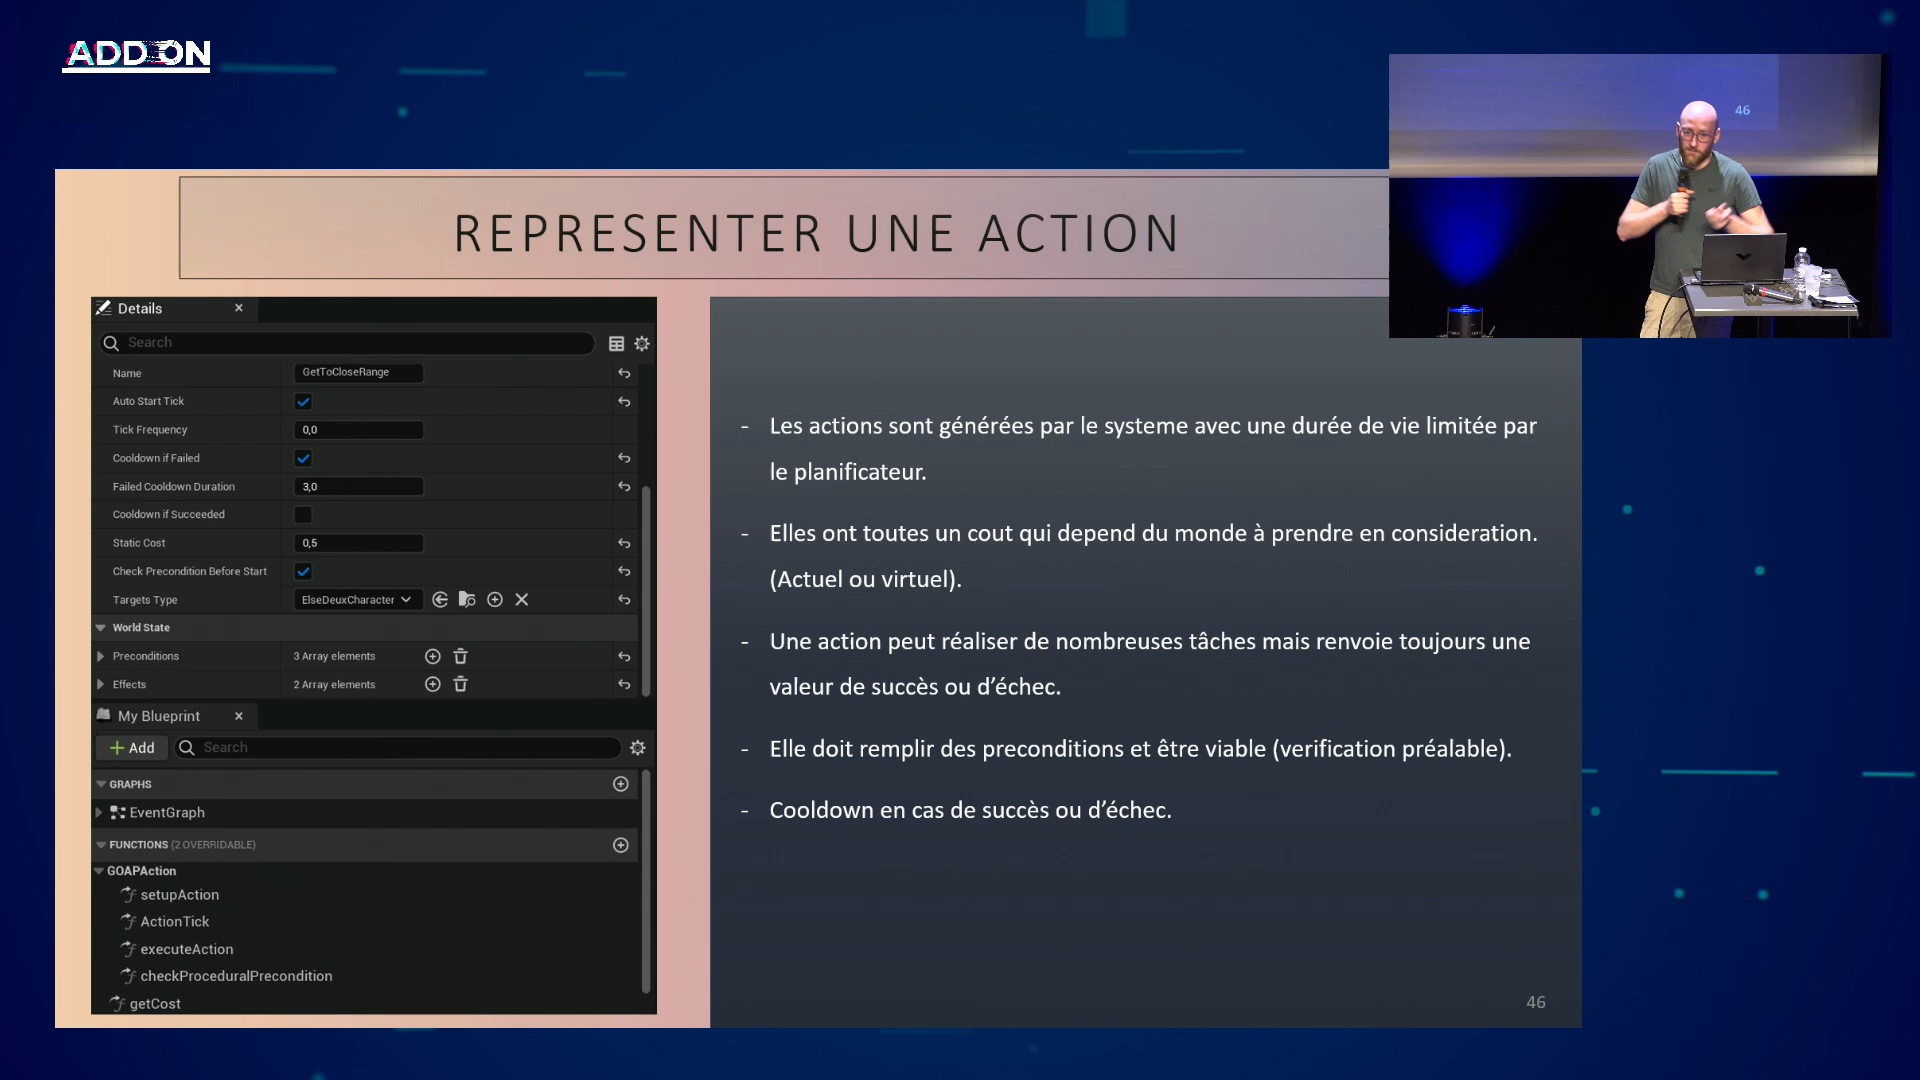 ADD ON
46
REPRESENTER UNE ACTION
Details
Search
Name GetToCloseRange
Auto Start Tick
Tick Frequency 0,0
Cooldown if Failed
Failed Cooldown Duration 3,0
Cooldown if Succeeded
Static Cost 0,5
Check Precondition Before Start
Targets Type ElseDeuxCharacter
World State
Preconditions 3 Array elements
Effects 2 Array elements
My Blueprint
Add Search
GRAPHS
EventGraph
FUNCTIONS (2 OVERRIDABLE)
GOAPAction
setupAction
ActionTick
executeAction
checkProceduralPrecondition
getCost
- Les actions sont générées par le systeme avec une durée de vie limitée par
le planificateur.
- Elles ont toutes un cout qui depend du monde à prendre en consideration.
(Actuel ou virtuel).
- Une action peut réaliser de nombreuses tâches mais renvoie toujours une
valeur de succès ou d’échec.
- Elle doit remplir des preconditions et être viable (verification préalable).
- Cooldown en cas de succès ou d’échec.
46